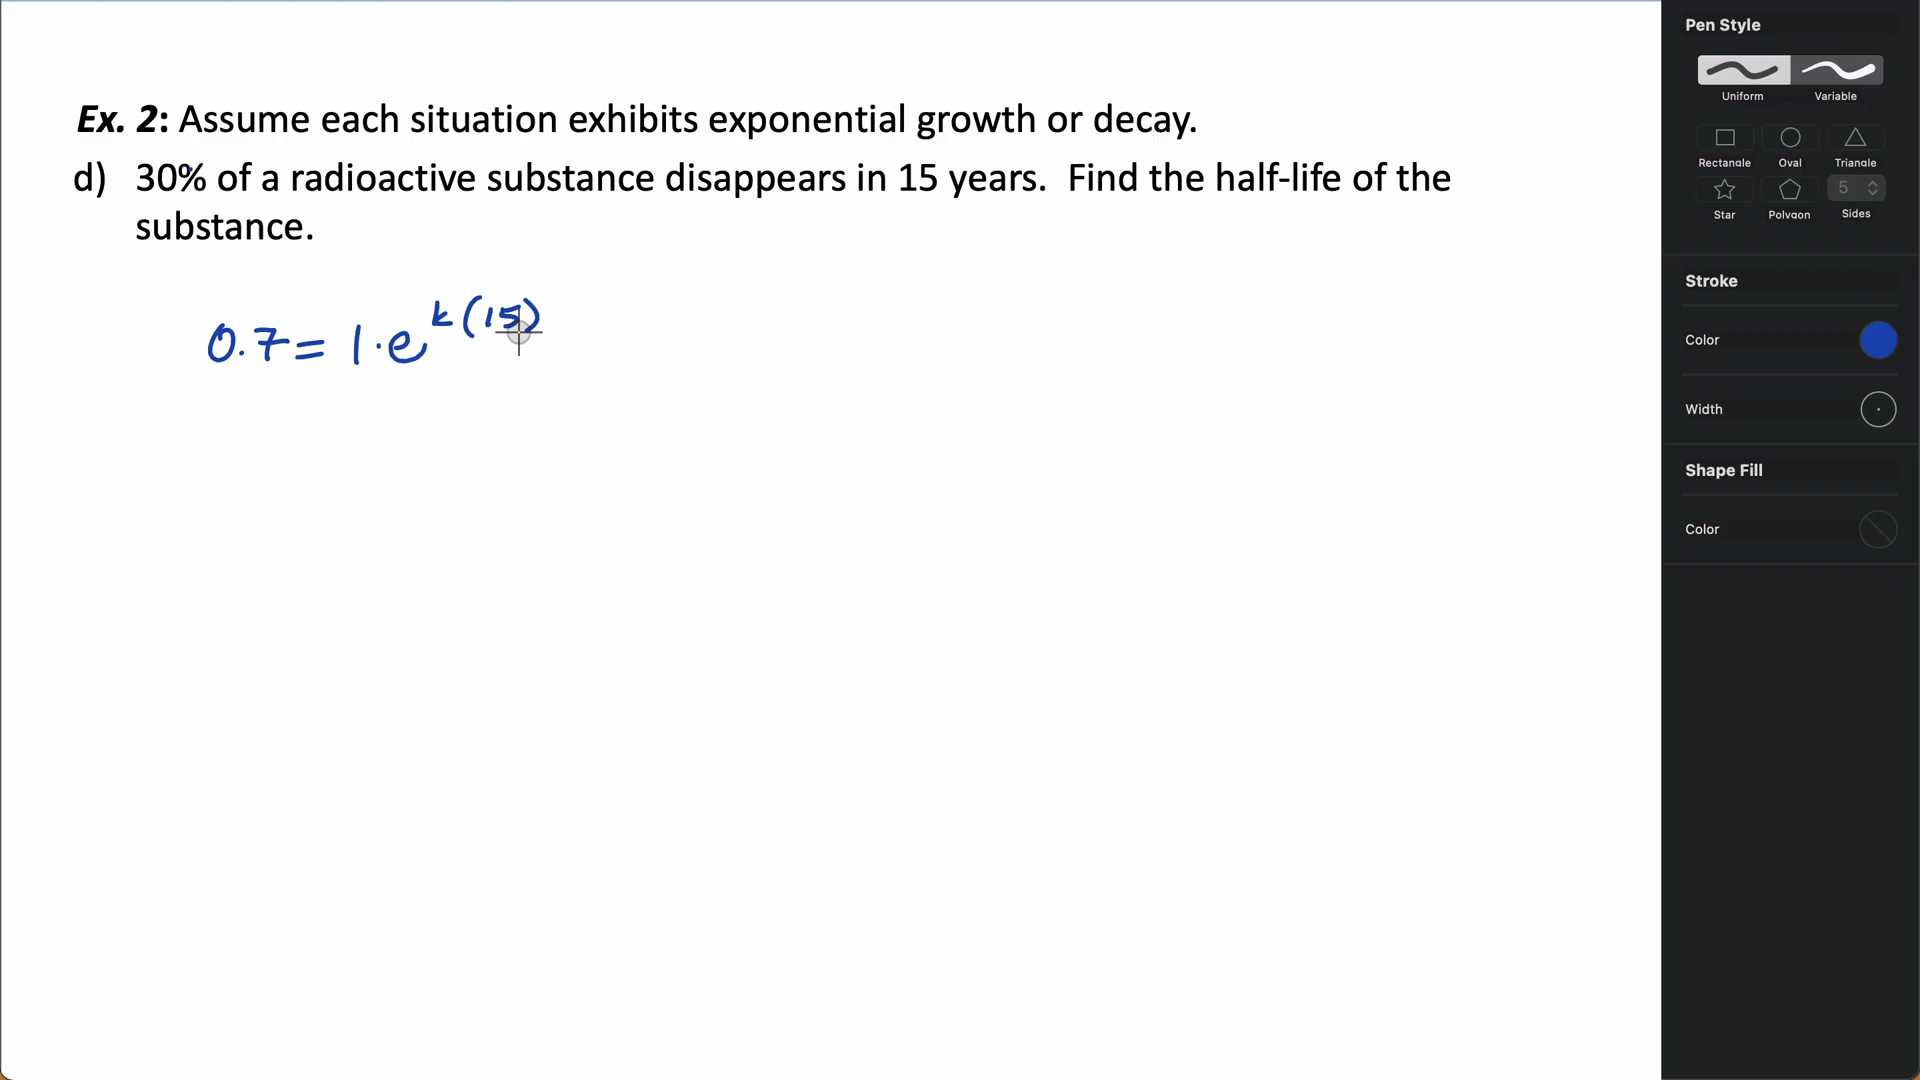 Ex. 2: Assume each situation exhibits exponential growth or decay.
d) 30% of a radioactive substance disappears in 15 years. Find the half-life of the
substance.
0.7 = 1 · e^k(15)
Pen Style
Uniform Variable
Rectangle Oval Triangle
5
Star Polygon Sides
Stroke
Color
Width
Shape Fill
Color